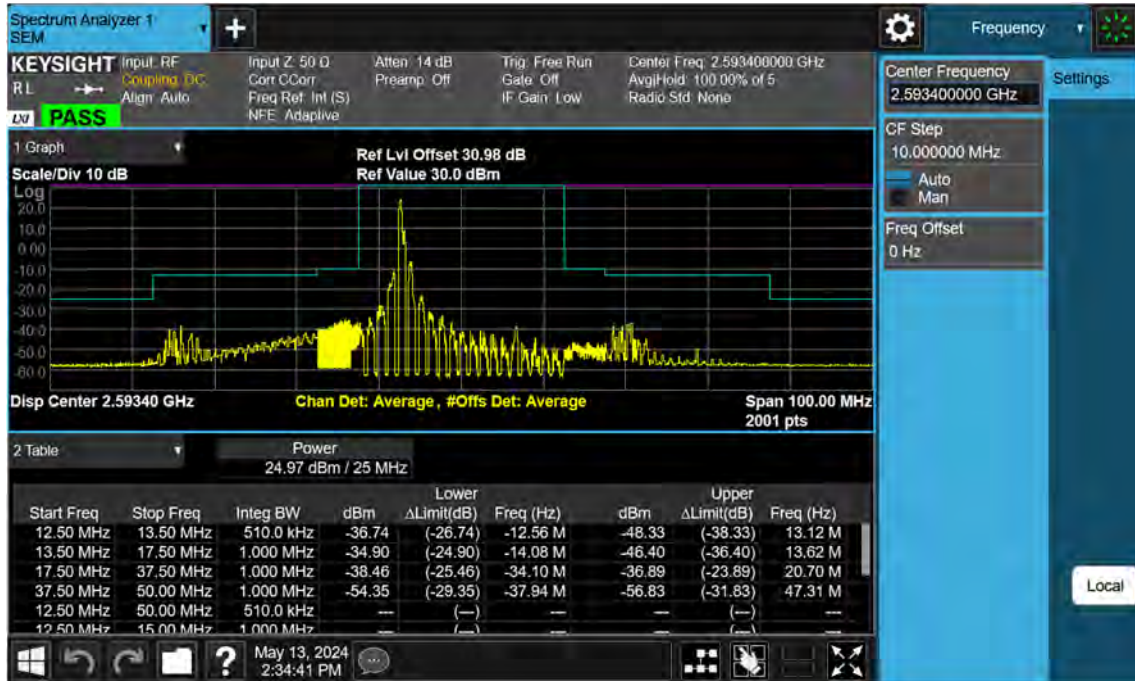 Spectrum Analyzer 1
SEM
Frequency
KEYSIGHT Input: RF Input Z: 50 Ω Atten: 14 dB Trig: Free Run Center Freq: 2.593400000 GHz
RL Coupling: DC Corr CCorr Preamp: Off Gate: Off AvgHold: 100.00% of 5
Align: Auto Freq Ref: Int (S) IF Gain: Low Radio Std: None
LXI PASS NFE: Adaptive
Center Frequency
2.593400000 GHz
Settings
CF Step
10.000000 MHz
Auto
Man
Freq Offset
0 Hz
1 Graph
Ref Lvl Offset 30.98 dB
Scale/Div 10 dB Ref Value 30.0 dBm
Log
20.0
10.0
0.00
-10.0
-20.0
-30.0
-40.0
-50.0
-60.0
Disp Center 2.59340 GHz Chan Det: Average, #Offs Det: Average Span 100.00 MHz
2001 pts
2 Table Power
24.97 dBm / 25 MHz
Lower Upper
Start Freq Stop Freq Integ BW dBm ΔLimit(dB) Freq (Hz) dBm ΔLimit(dB) Freq (Hz)
12.50 MHz 13.50 MHz 510.0 kHz -36.74 (-26.74) -12.56 M -48.33 (-38.33) 13.12 M
13.50 MHz 17.50 MHz 1.000 MHz -34.90 (-24.90) -14.08 M -46.40 (-36.40) 13.62 M
17.50 MHz 37.50 MHz 1.000 MHz -38.46 (-25.46) -34.10 M -36.89 (-23.89) 20.70 M
37.50 MHz 50.00 MHz 1.000 MHz -54.35 (-29.35) -37.94 M -56.83 (-31.83) 47.31 M
12.50 MHz 50.00 MHz 510.0 kHz --- (---) --- --- (---) ---
12.50 MHz 15.00 MHz 1.000 MHz --- (---) --- --- (---) ---
Local
May 13, 2024
2:34:41 PM